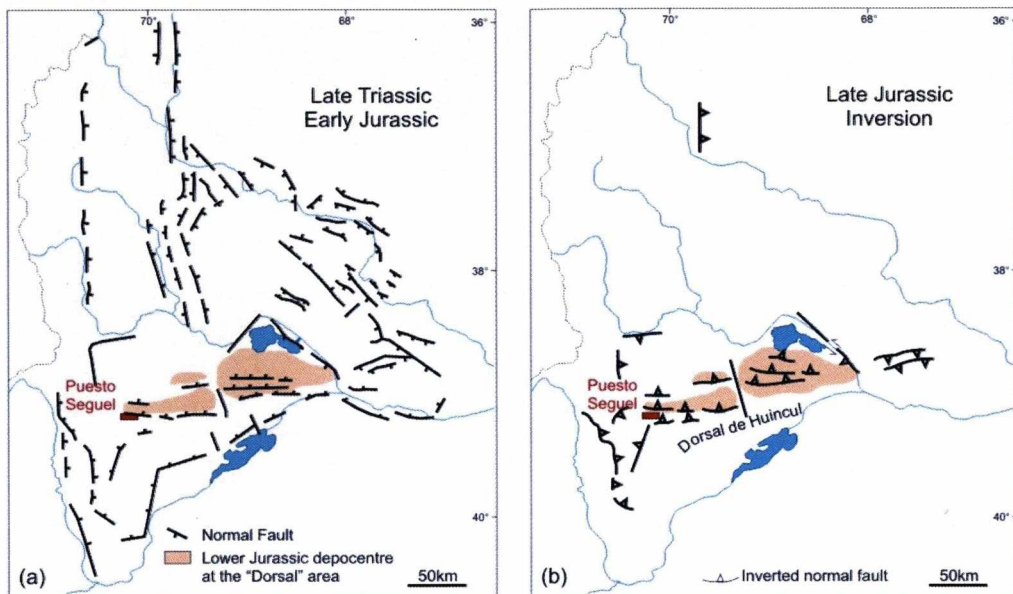 70°
68°
36°
Late Triassic
Early Jurassic
38°
Puesto
Seguel
40°
Normal Fault
Lower Jurassic depocentre
at the "Dorsal" area
50km
(a)
70°
68°
36°
Late Jurassic
Inversion
38°
Puesto
Seguel
Dorsal de Huincul
40°
Inverted normal fault
50km
(b)